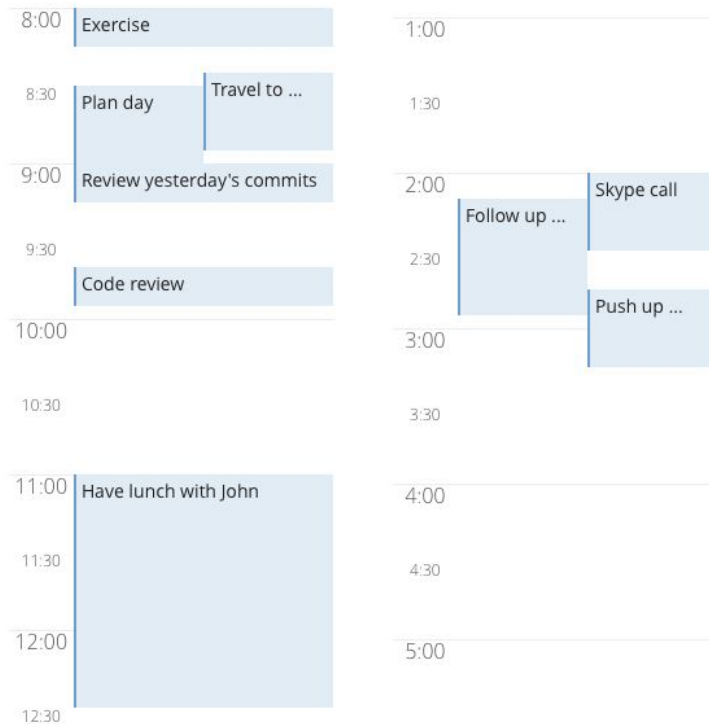 8:00
Exercise
8:30
Plan day
Travel to ...
9:00
Review yesterday's commits
9:30
Code review
10:00
10:30
11:00
Have lunch with John
11:30
12:00
12:30
1:00
1:30
2:00
Skype call
Follow up ...
2:30
Push up ...
3:00
3:30
4:00
4:30
5:00